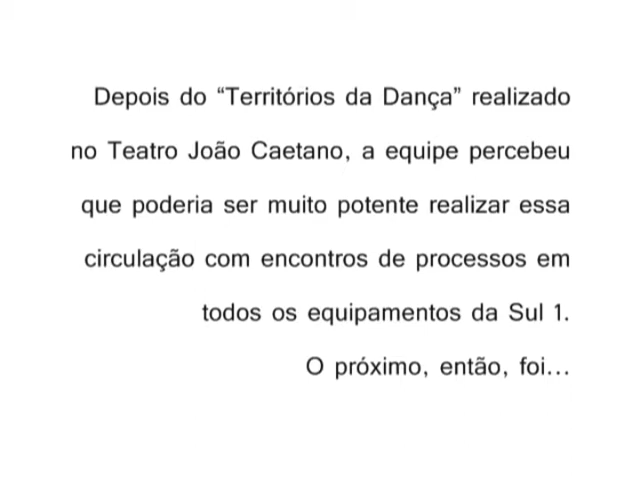 Depois do “Territórios da Dança” realizado
no Teatro João Caetano, a equipe percebeu
que poderia ser muito potente realizar essa
circulação com encontros de processos em
todos os equipamentos da Sul 1.
O próximo, então, foi...